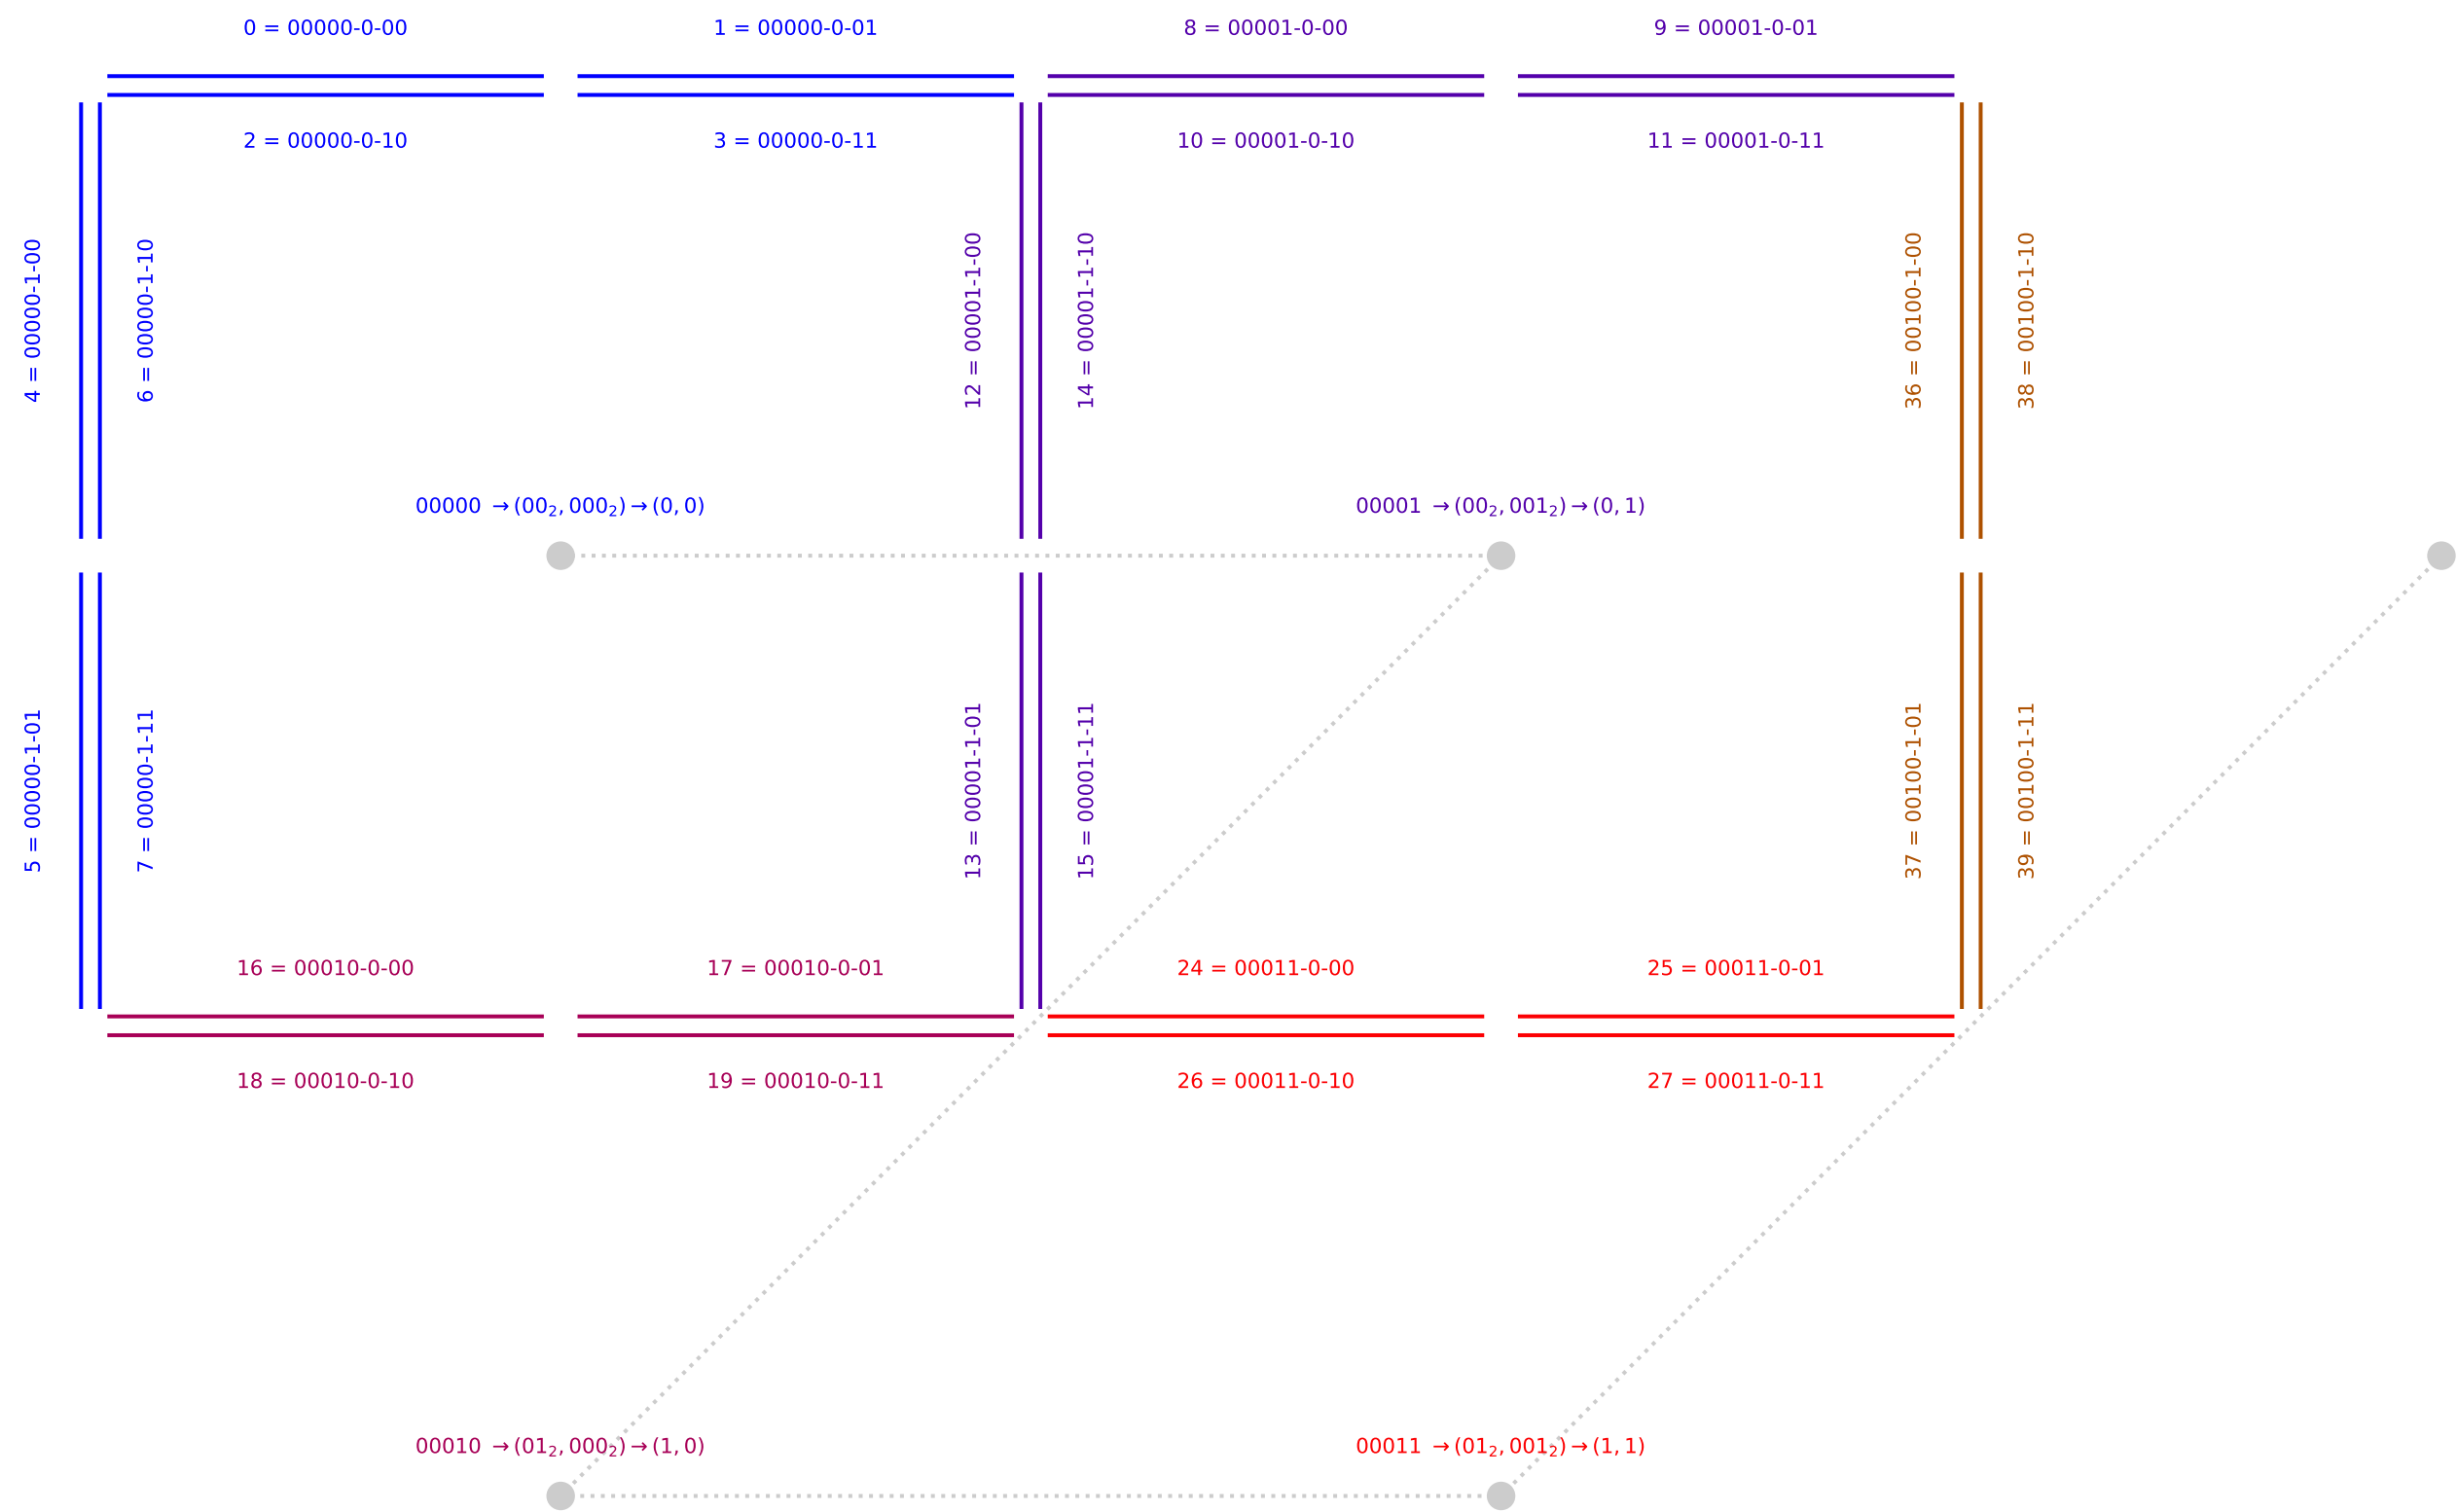 0 = 00000-0-00
1 = 00000-0-01
8 = 00001-0-00
9 = 00001-0-01
2 = 00000-0-10
3 = 00000-0-11
10 = 00001-0-10
11 = 00001-0-11
4 = 00000-1-00
6 = 00000-1-10
12 = 00001-1-00
14 = 00001-1-10
36 = 00100-1-00
38 = 00100-1-10
00000 →(00₂, 000₂)→(0, 0)
00001 →(00₂, 001₂)→(0, 1)
5 = 00000-1-01
7 = 00000-1-11
13 = 00001-1-01
15 = 00001-1-11
37 = 00100-1-01
39 = 00100-1-11
16 = 00010-0-00
17 = 00010-0-01
24 = 00011-0-00
25 = 00011-0-01
18 = 00010-0-10
19 = 00010-0-11
26 = 00011-0-10
27 = 00011-0-11
00010 →(01₂, 000₂)→(1, 0)
00011 →(01₂, 001₂)→(1, 1)